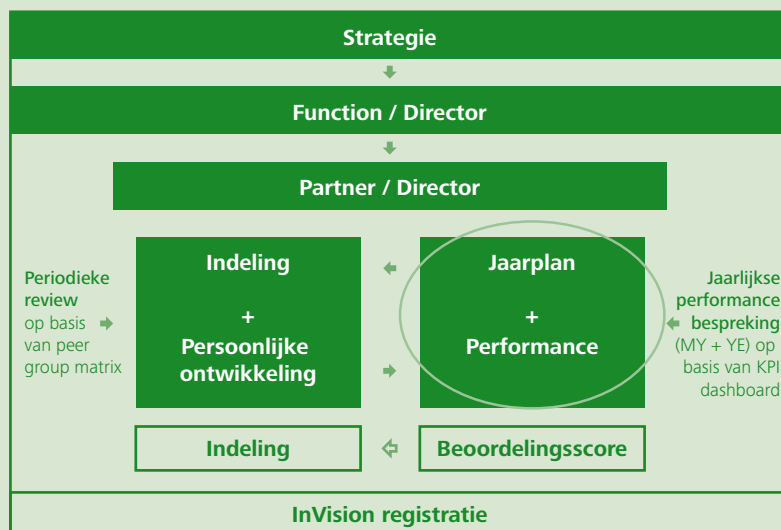 Strategie
Function / Director
Partner / Director
Periodieke
review
op basis
van peer
group matrix
Indeling
+
Persoonlijke
ontwikkeling
Jaarplan
+
Performance
Jaarlijkse
performance
bespreking
(MY + YE) op
basis van KPI
dashboard
Indeling
Beoordelingsscore
InVision registratie